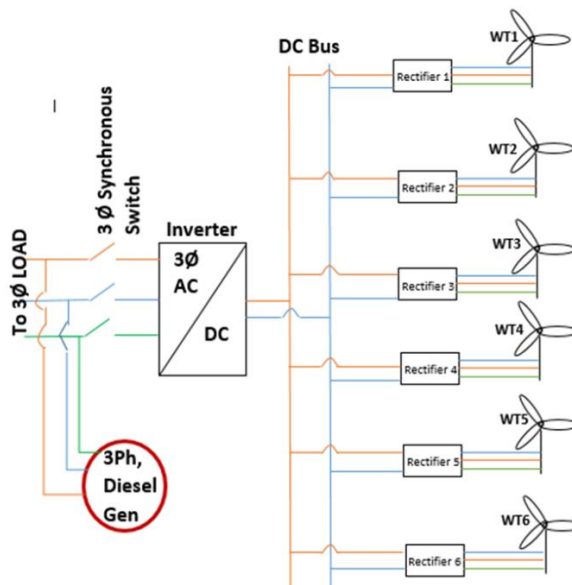 DC Bus
WT1
Rectifier 1
WT2
Rectifier 2
3 Ø Synchronous
Switch
Inverter
3Ø
AC
DC
To 3Ø LOAD
WT3
Rectifier 3
WT4
Rectifier 4
WT5
Rectifier 5
3Ph,
Diesel
Gen
WT6
Rectifier 6